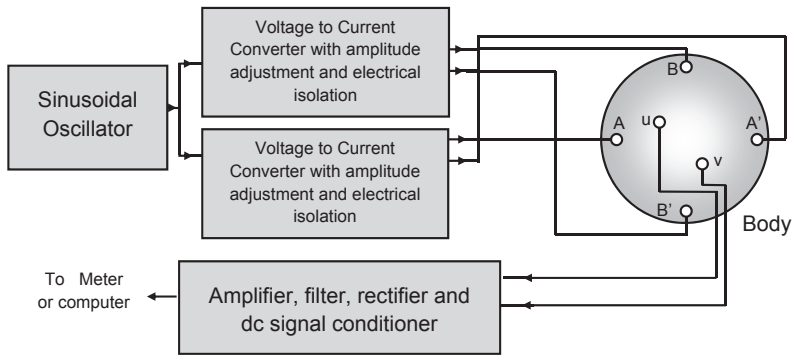 Voltage to Current
Converter with amplitude
adjustment and electrical
isolation
Sinusoidal
Oscillator
Voltage to Current
Converter with amplitude
adjustment and electrical
isolation
B
A
u
A'
v
B'
Body
To Meter
or computer
Amplifier, filter, rectifier and
dc signal conditioner